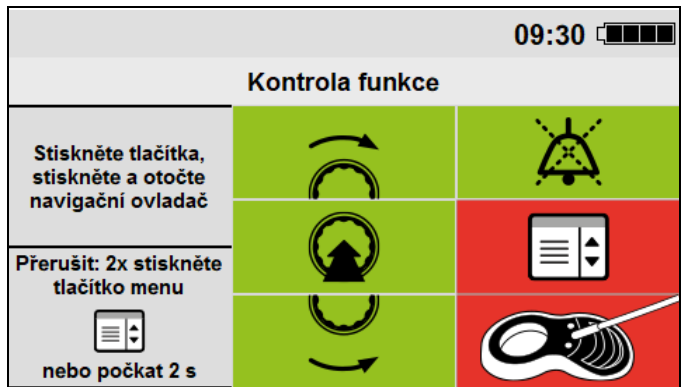 09:30
Kontrola funkce
Stiskněte tlačítka,
stiskněte a otočte
navigační ovladač
Přerušit: 2x stiskněte
tlačítko menu
nebo počkat 2 s